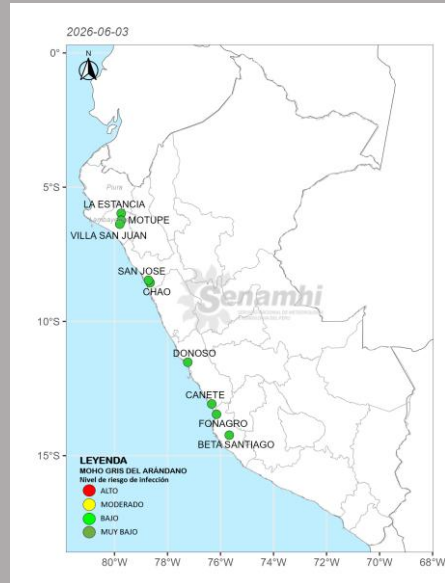 2026-06-03
N
0°
5°S
10°S
15°S
Piura
LA ESTANCIA
MOTUPE
VILLA SAN JUAN
SAN JOSE
CHAO
Senamhi
DONOSO
CANETE
FONAGRO
BETA SANTIAGO
LEYENDA
MOHO GRIS DEL ARÁNDANO
Nivel de riesgo de infección
ALTO
MODERADO
BAJO
MUY BAJO
80°W 78°W 76°W 74°W 72°W 70°W 68°W